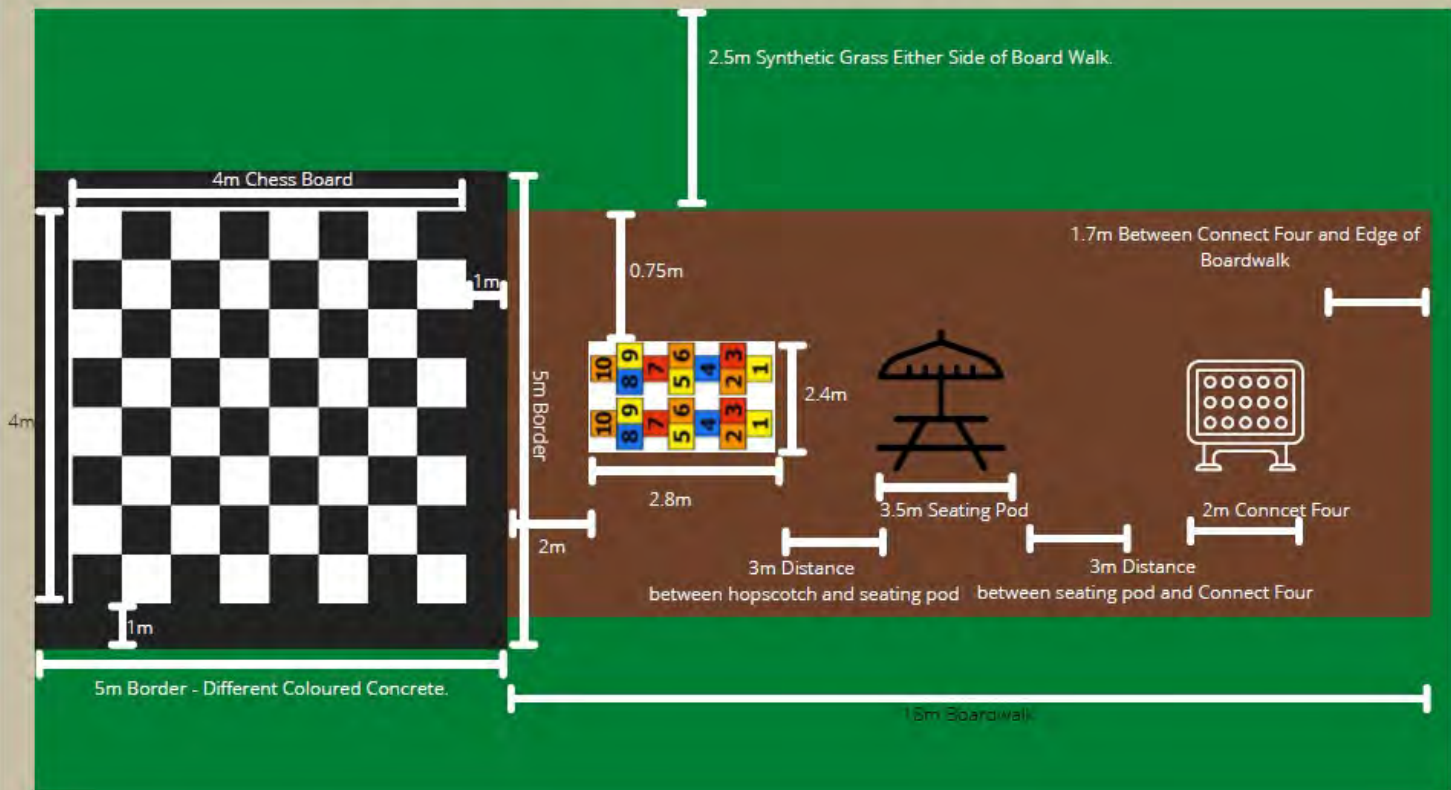 2.5m Synthetic Grass Either Side of Board Walk.
4m Chess Board
1.7m Between Connect Four and Edge of
Boardwalk
0.75m
1m
5m Border
10 9 8 7 6 5 4 3 2 1
10 9 8 7 6 5 4 3 2 1
2.4m
4m
2.8m
3.5m Seating Pod
2m Conncet Four
2m
3m Distance
between hopscotch and seating pod
3m Distance
between seating pod and Connect Four
1m
5m Border - Different Coloured Concrete.
18m Boardwalk